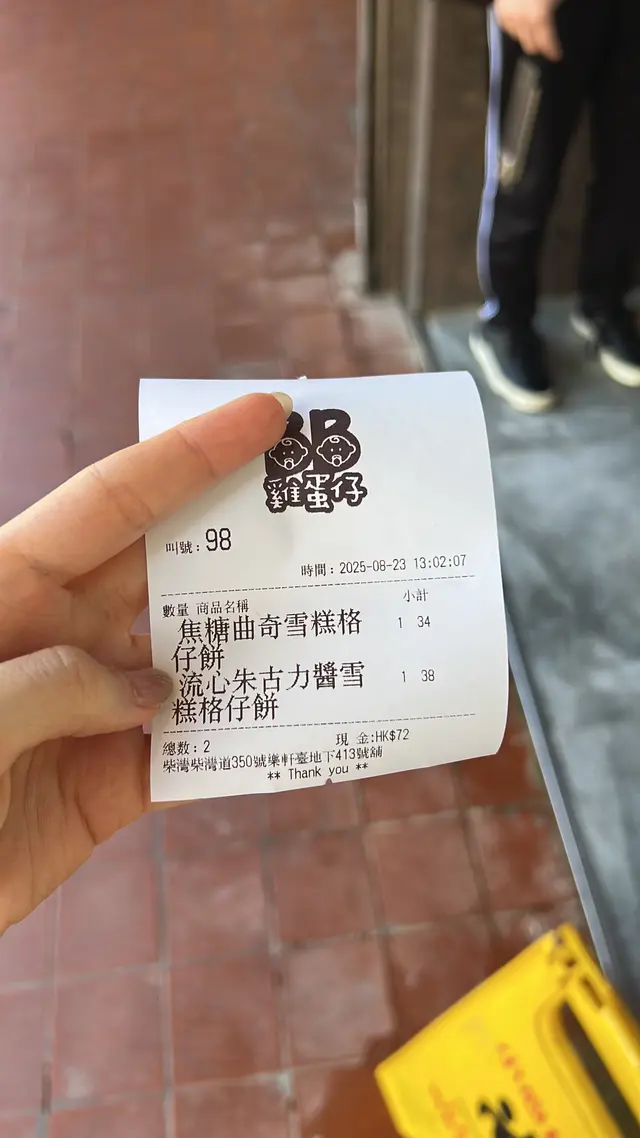 BB
雞蛋仔
叫號：98
時間：2025-08-23 13:02:07
數量 商品名稱 小計
焦糖曲奇雪糕格 1 34
仔餅
流心朱古力醬雪 1 38
糕格仔餅
總數：2 現 金:HK$72
柴灣柴灣道350號樂軒臺地下413號舖
** Thank you **